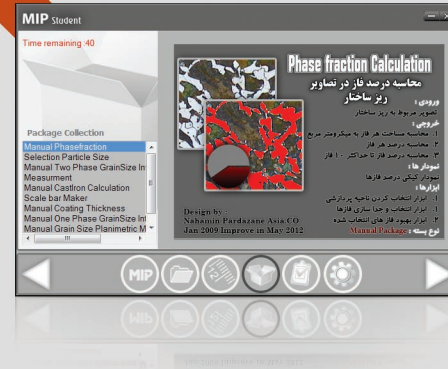 MIP Student
Time remaining :40
Package Collection
Manual Phasefraction
Selection Particle Size
Manual Two Phase GrainSize In
Measurment
Manual CastIron Calculation
Scale bar Maker
Manual Coating Thickness
Manual One Phase GrainSize Int
Manual Grain Size Planimetric M
Phase fraction Calculation
محاسبه درصد فاز در تصاویر
ریز ساختار
ورودی :
تصویر مربوط به ریز ساختار
خروجی :
۱. محاسبه مساحت هر فاز به میکرومتر مربع
۲. محاسبه درصد هر فاز
۳. محاسبه درصد فاز تا حداکثر ۱۰ فاز
نمودار ها :
نمودار کیکی درصد فازها
ابزارها :
۱. ابزار انتخاب کردن ناحیه پردازشی
۱. ابزار انتخاب و جدا سازی فازها
۲. ابزار بهبود فاز های انتخاب شده
نوع بسته : Manual Package
Design by :
Nahamin Pardazane Asia.CO
Jan 2009 Improve in May 2012
MIP